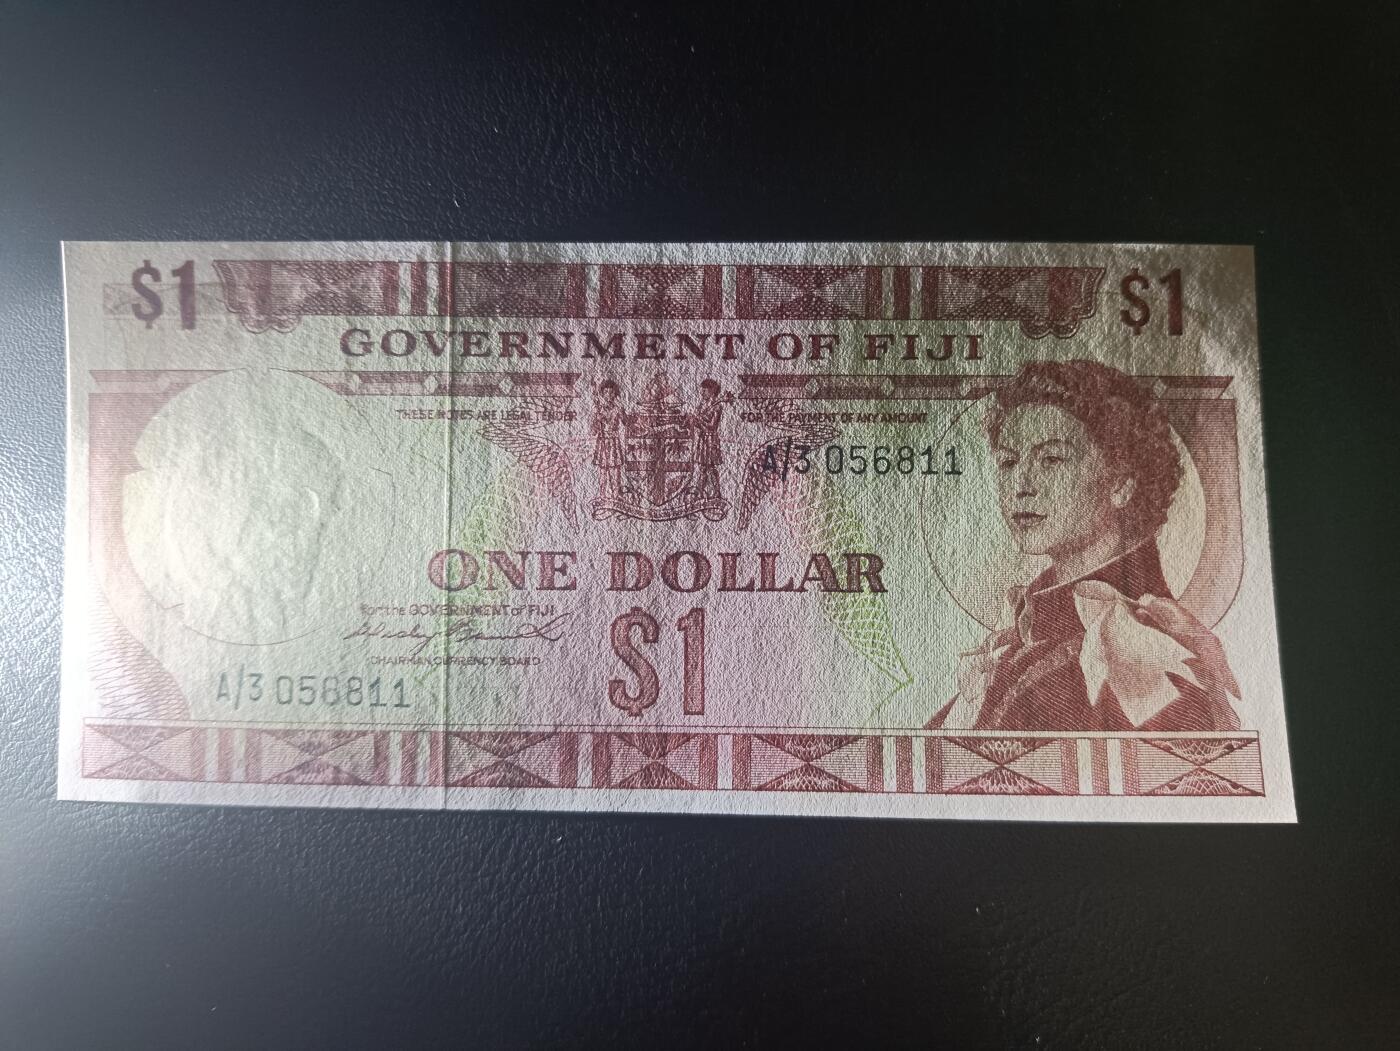 $1
$1
GOVERNMENT OF FIJI
THESE NOTES ARE LEGAL TENDER
FOR THE PAYMENT OF ANY AMOUNT
A/3 056811
ONE DOLLAR
For the GOVERNMENT of FIJI
CHAIRMAN, CURRENCY BOARD
$1
A/3 056811